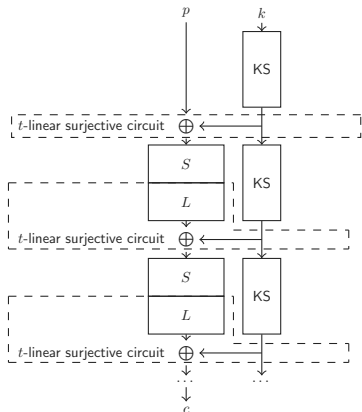 p k
KS
t-linear surjective circuit ⊕
S KS
L
t-linear surjective circuit ⊕
S KS
L
t-linear surjective circuit ⊕
... ...
c